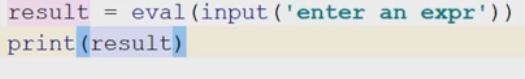 result = eval(input('enter an expr'))
print(result)